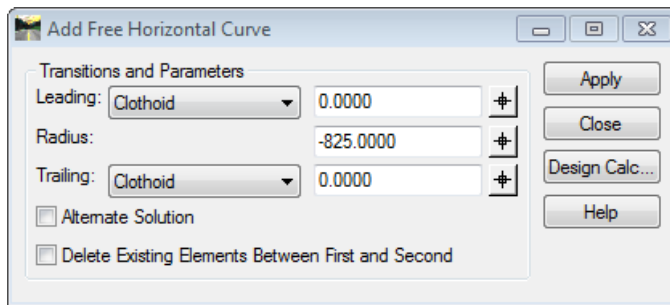 Add Free Horizontal Curve
Transitions and Parameters
Leading: Clothoid 0.0000
Radius: -825.0000
Trailing: Clothoid 0.0000
Alternate Solution
Delete Existing Elements Between First and Second
Apply
Close
Design Calc...
Help